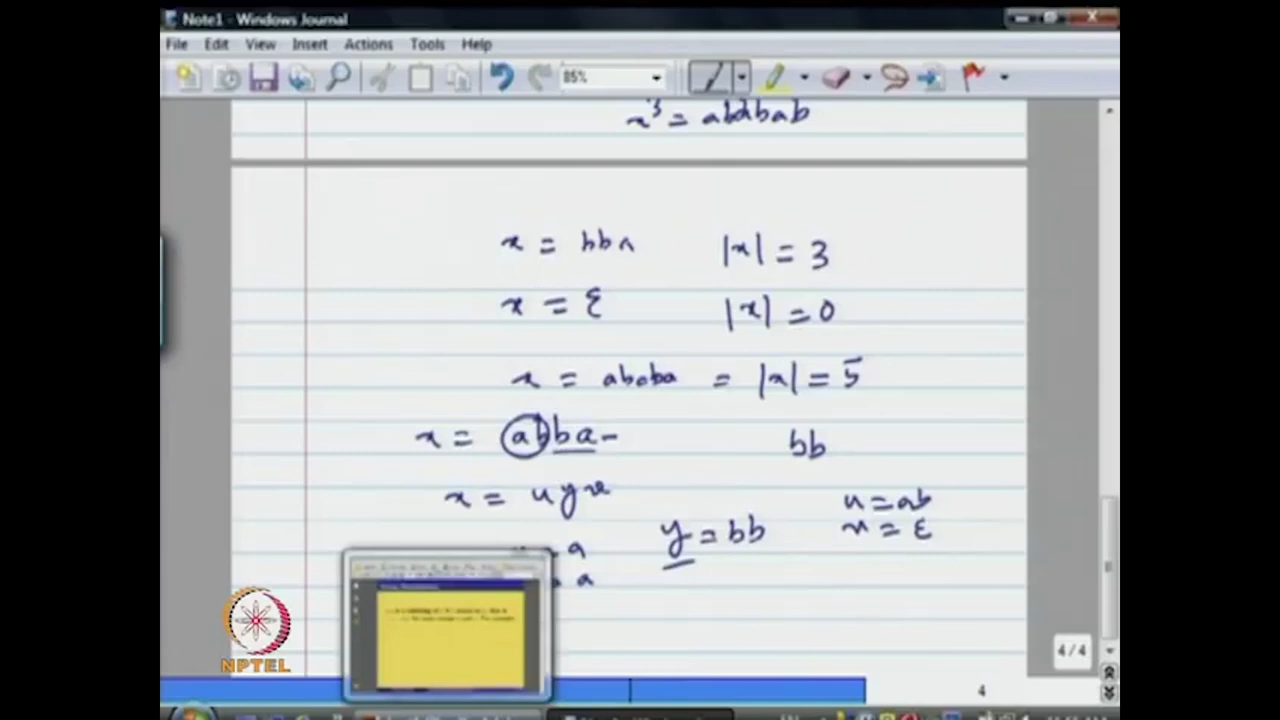 Note1 - Windows Journal
File Edit View Insert Actions Tools Help
85%
x³ = ababab
x = bba |x| = 3
x = ε |x| = 0
x = ababa = |x| = 5
x = abba bb
x = uyv
y = bb u = ab
v = ε
a
a
NPTEL
4 / 4
4